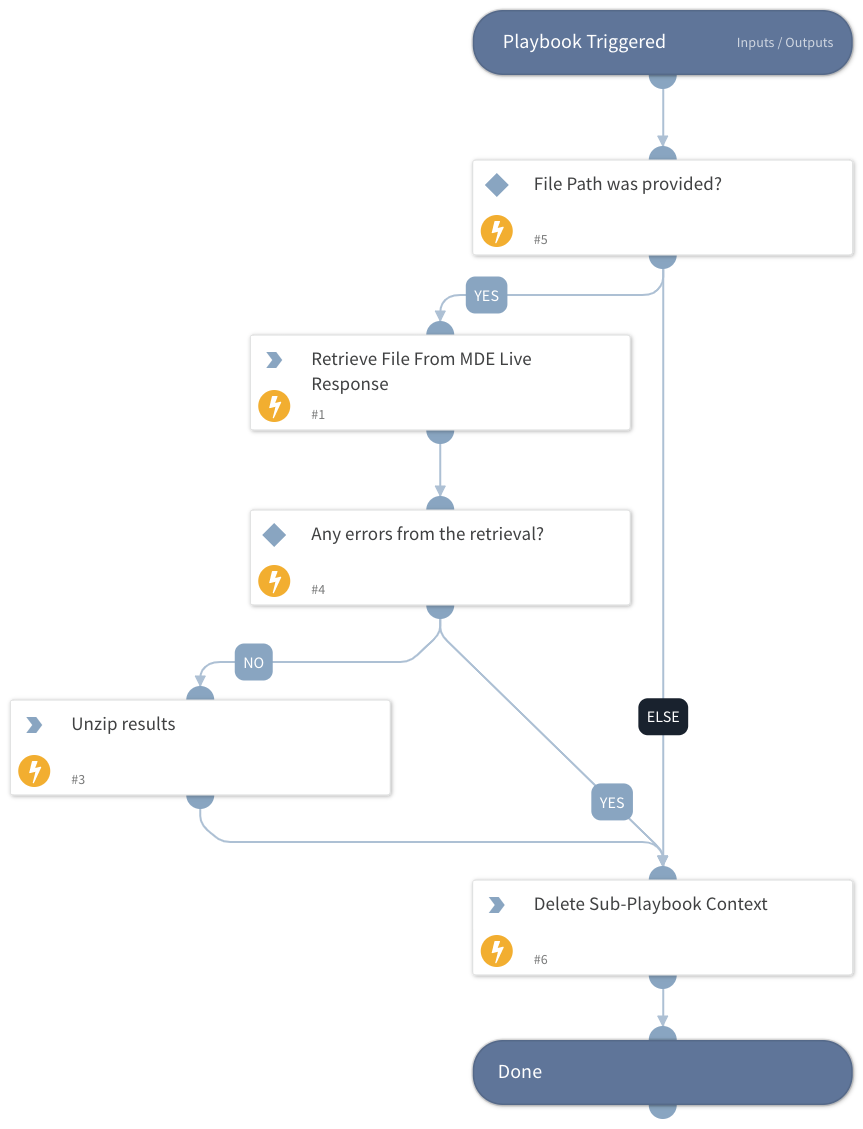 Playbook Triggered
Inputs / Outputs
File Path was provided?
#5
YES
Retrieve File From MDE Live
Response
#1
Any errors from the retrieval?
#4
NO
Unzip results
#3
ELSE
YES
Delete Sub-Playbook Context
#6
Done